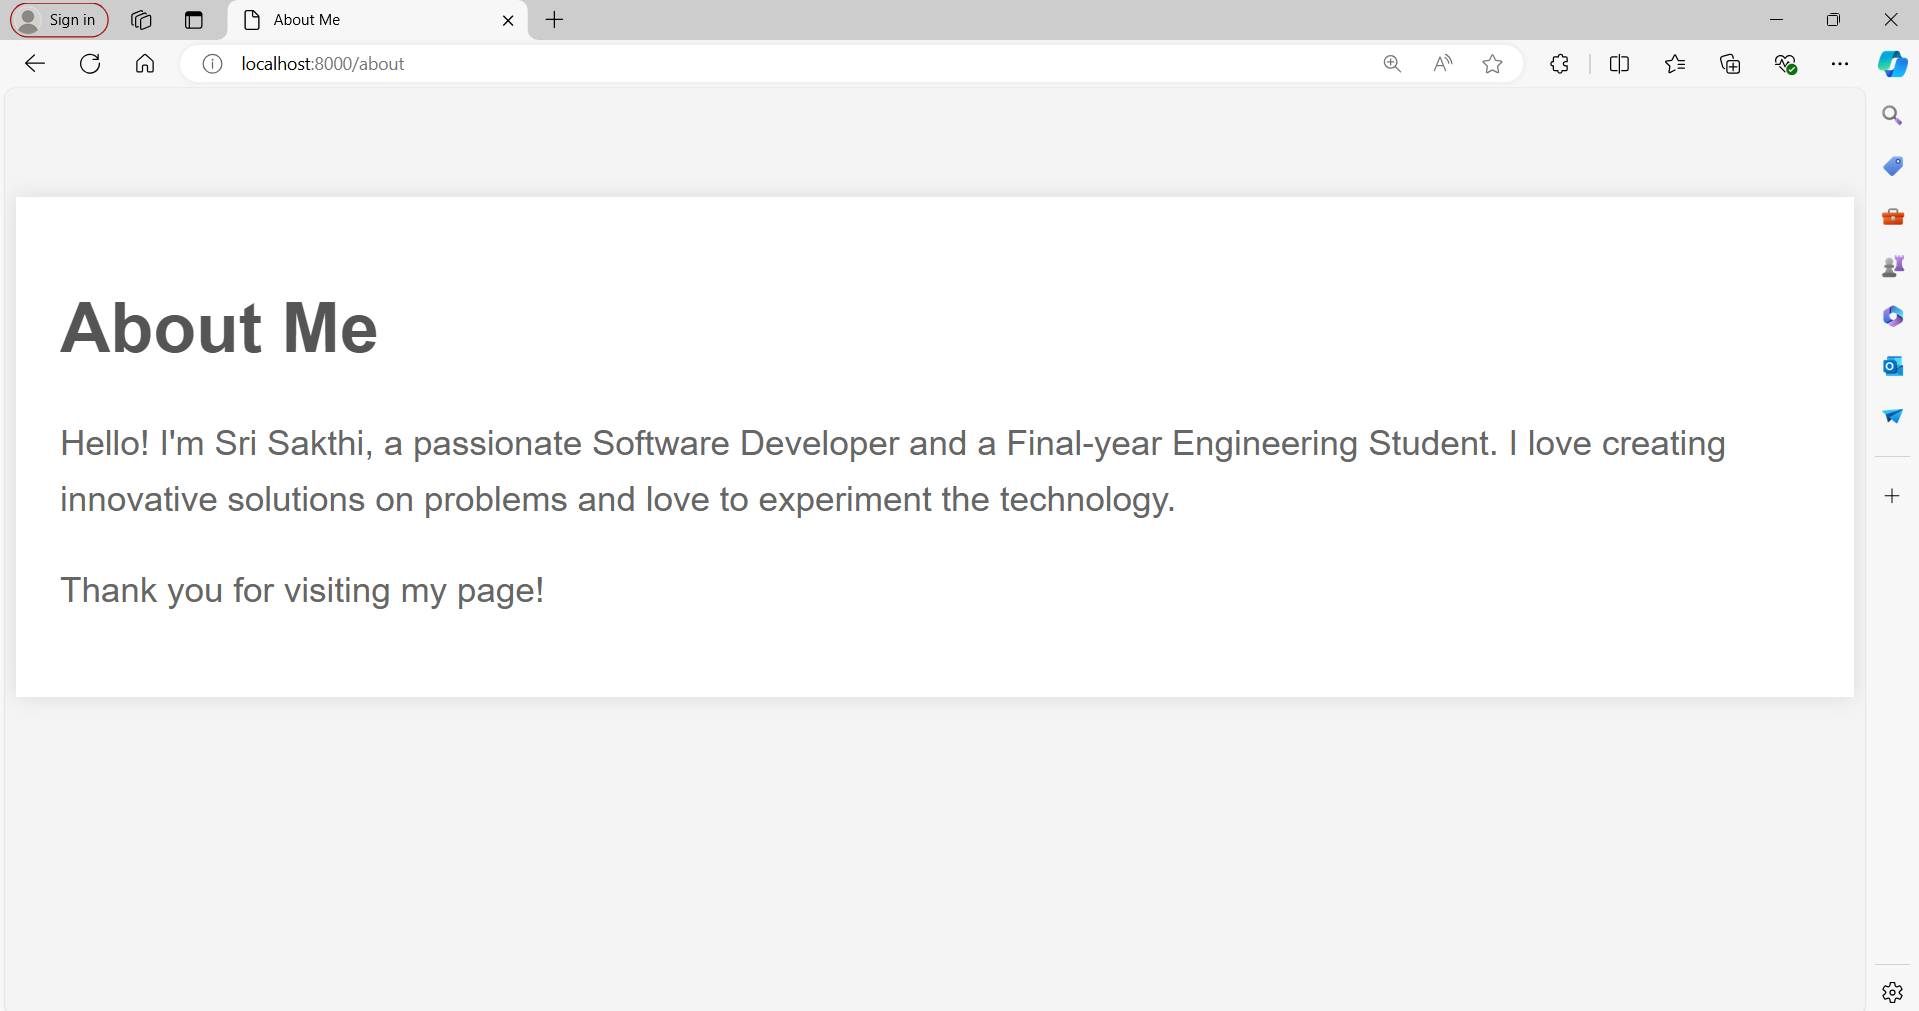 Sign in
About Me
localhost:8000/about
About Me
Hello! I'm Sri Sakthi, a passionate Software Developer and a Final-year Engineering Student. I love creating
innovative solutions on problems and love to experiment the technology.
Thank you for visiting my page!